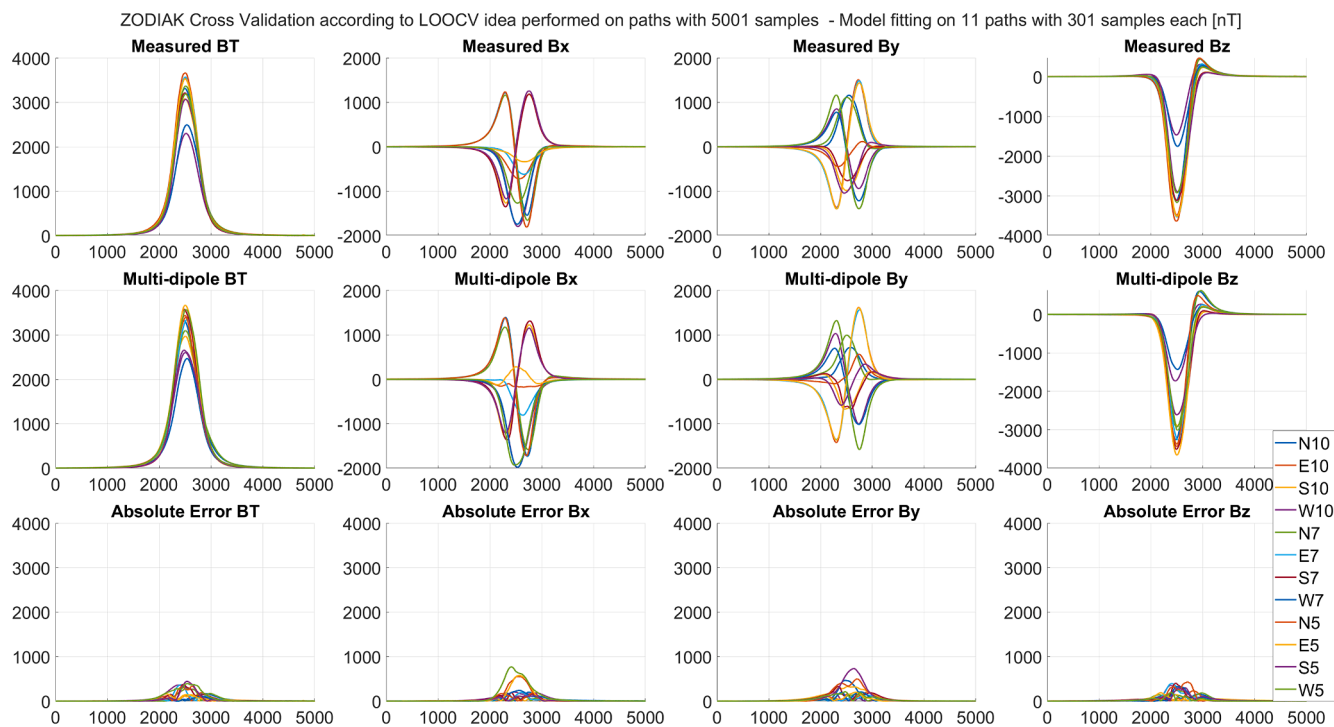 ZODIAK Cross Validation according to LOOCV idea performed on paths with 5001 samples - Model fitting on 11 paths with 301 samples each [nT]
Measured BT
Measured Bx
Measured By
Measured Bz
4000
3000
2000
1000
0
0 1000 2000 3000 4000 5000
2000
1000
0
-1000
-2000
0 1000 2000 3000 4000 5000
2000
1000
0
-1000
-2000
0 1000 2000 3000 4000 5000
0
-1000
-2000
-3000
-4000
0 1000 2000 3000 4000 5000
Multi-dipole BT
Multi-dipole Bx
Multi-dipole By
Multi-dipole Bz
4000
3000
2000
1000
0
0 1000 2000 3000 4000 5000
2000
1000
0
-1000
-2000
0 1000 2000 3000 4000 5000
2000
1000
0
-1000
-2000
0 1000 2000 3000 4000 5000
0
-1000
-2000
-3000
-4000
0 1000 2000 3000 4000 5000
Absolute Error BT
Absolute Error Bx
Absolute Error By
Absolute Error Bz
4000
3000
2000
1000
0
0 1000 2000 3000 4000 5000
4000
3000
2000
1000
0
0 1000 2000 3000 4000 5000
4000
3000
2000
1000
0
0 1000 2000 3000 4000 5000
4000
3000
2000
1000
0
0 1000 2000 3000 4000 5000
N10
E10
S10
W10
N7
E7
S7
W7
N5
E5
S5
W5